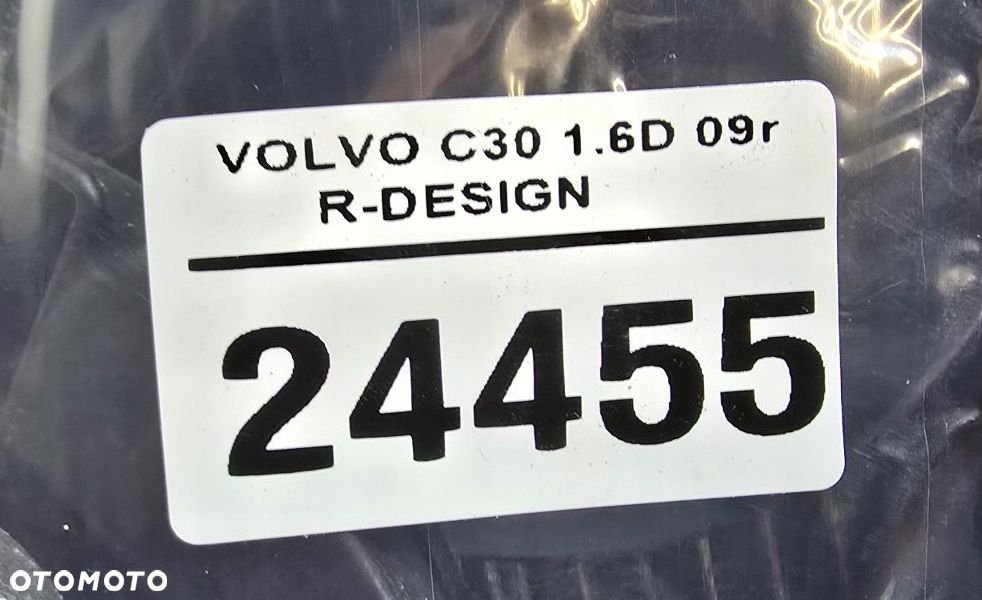 VOLVO C30 1.6D 09r
R-DESIGN
24455
OTOMOTO